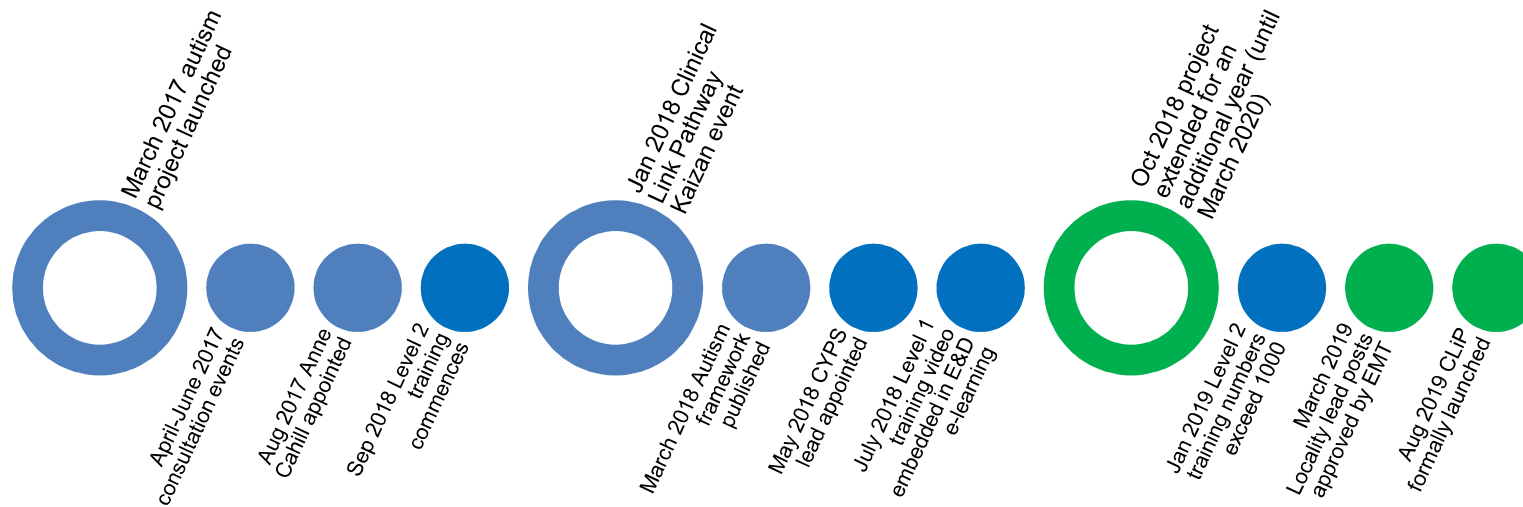 March 2017 autism
project launched
April-June 2017
consultation events
Aug 2017 Anne
Cahill appointed
Sep 2018 Level 2
training
commences
Jan 2018 Clinical
Link Pathway
Kaizan event
March 2018 Autism
framework
published
May 2018 CYPS
lead appointed
July 2018 Level 1
training video
embedded in E&D
e-learning
Oct 2018 project
extended for an
additional year (until
March 2020)
Jan 2019 Level 2
training numbers
exceed 1000
March 2019
Locality lead posts
approved by EMT
Aug 2019 CLiP
formally launched